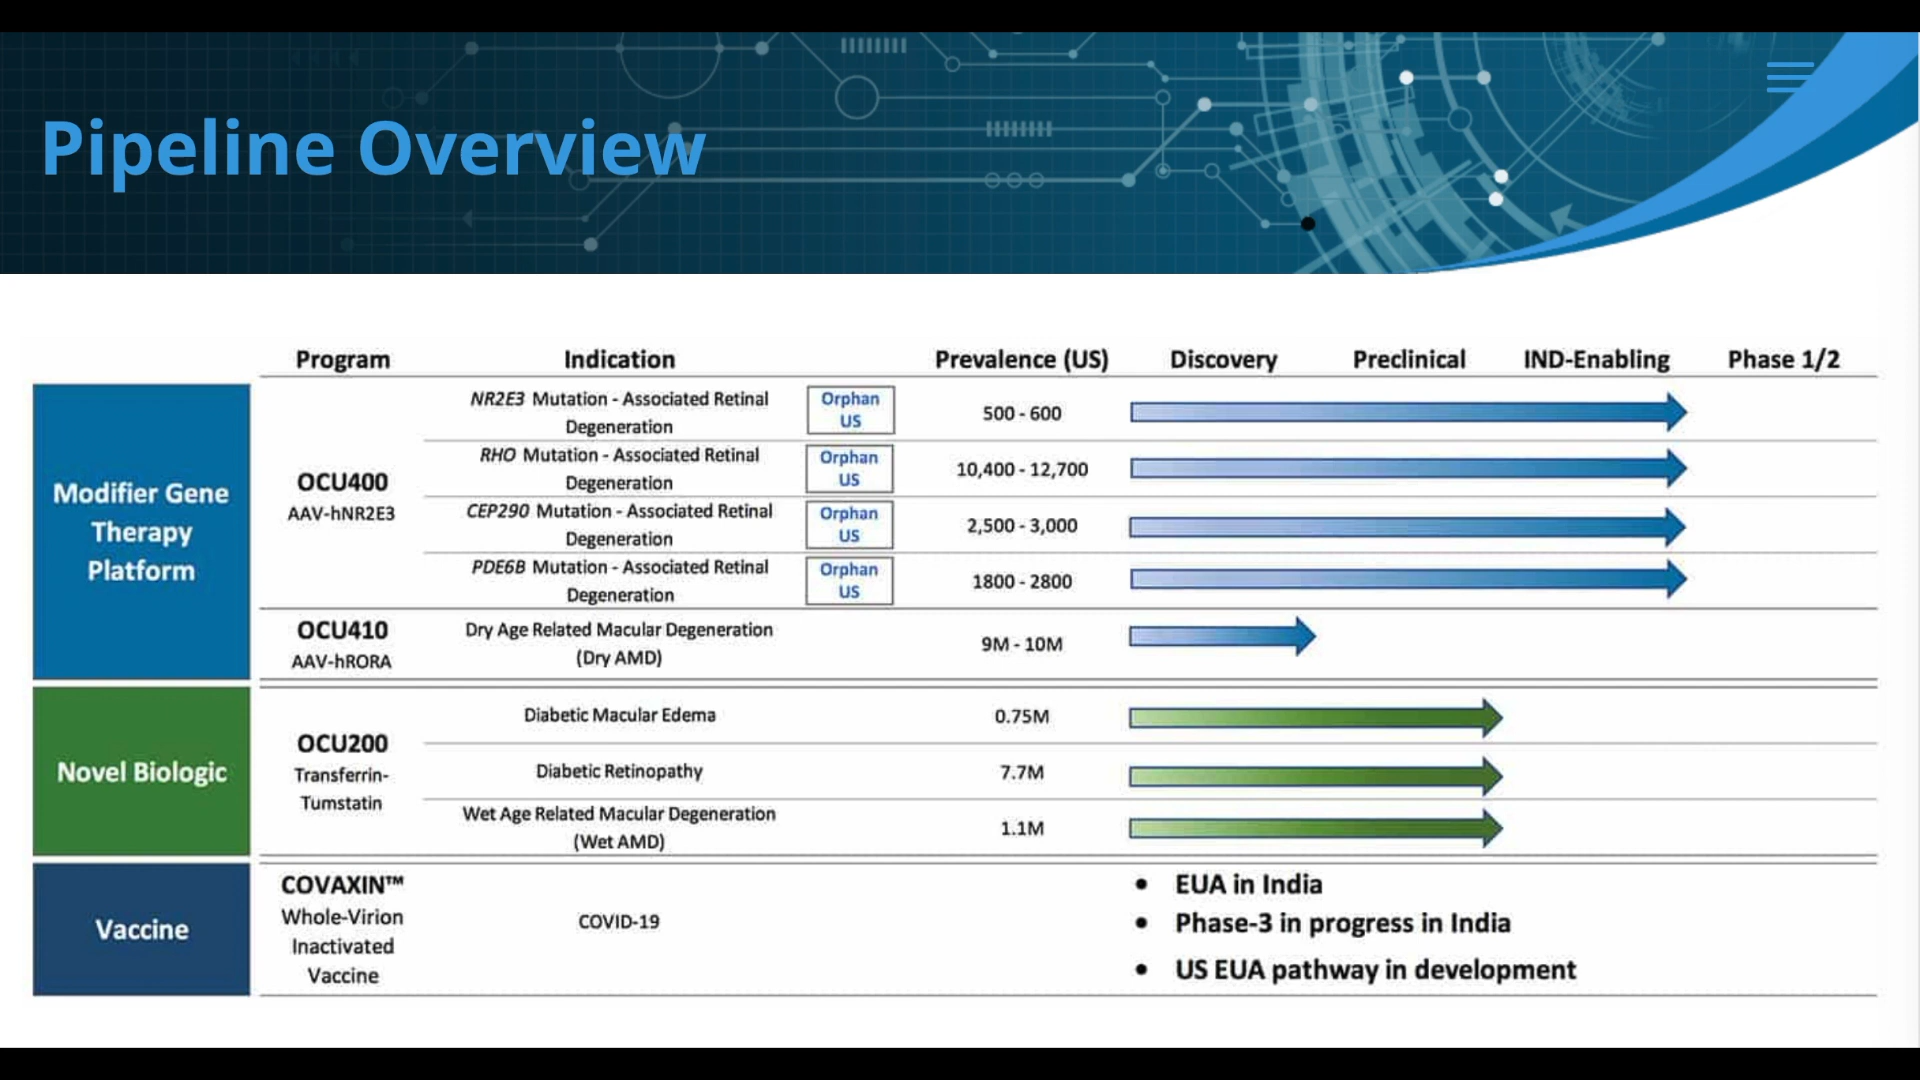 Pipeline Overview
Program Indication Prevalence (US) Discovery Preclinical IND-Enabling Phase 1/2
Modifier Gene
Therapy
Platform
OCU400
AAV-hNR2E3
NR2E3 Mutation - Associated Retinal
Degeneration
Orphan
US
500 - 600
RHO Mutation - Associated Retinal
Degeneration
Orphan
US
10,400 - 12,700
CEP290 Mutation - Associated Retinal
Degeneration
Orphan
US
2,500 - 3,000
PDE6B Mutation - Associated Retinal
Degeneration
Orphan
US
1800 - 2800
OCU410
AAV-hRORA
Dry Age Related Macular Degeneration
(Dry AMD)
9M - 10M
Novel Biologic
OCU200
Transferrin-
Tumstatin
Diabetic Macular Edema
0.75M
Diabetic Retinopathy
7.7M
Wet Age Related Macular Degeneration
(Wet AMD)
1.1M
Vaccine
COVAXIN™
Whole-Virion
Inactivated
Vaccine
COVID-19
• EUA in India
• Phase-3 in progress in India
• US EUA pathway in development